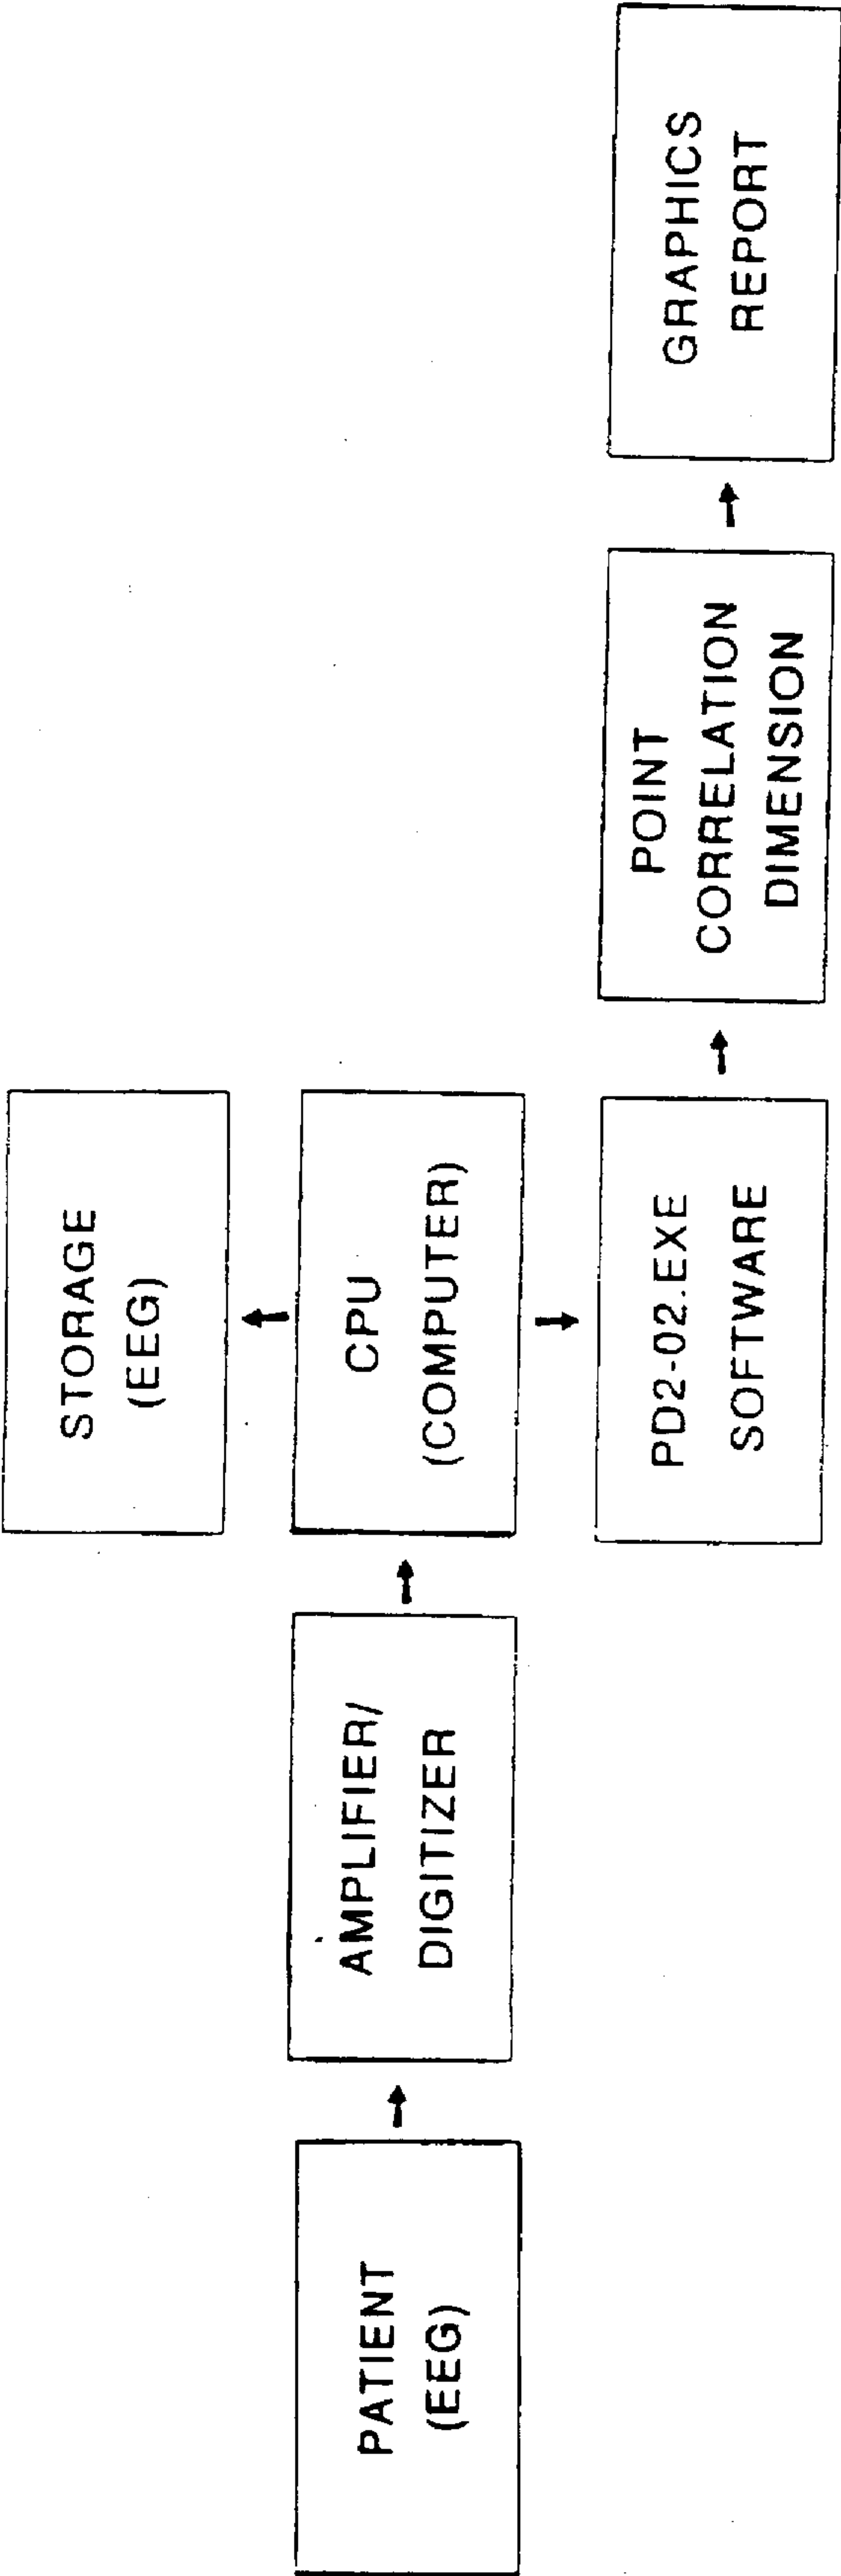 PATIENT
(EEG)
AMPLIFIER/
DIGITIZER
STORAGE
(EEG)
CPU
(COMPUTER)
PD2-02.EXE
SOFTWARE
POINT
CORRELATION
DIMENSION
GRAPHICS
REPORT